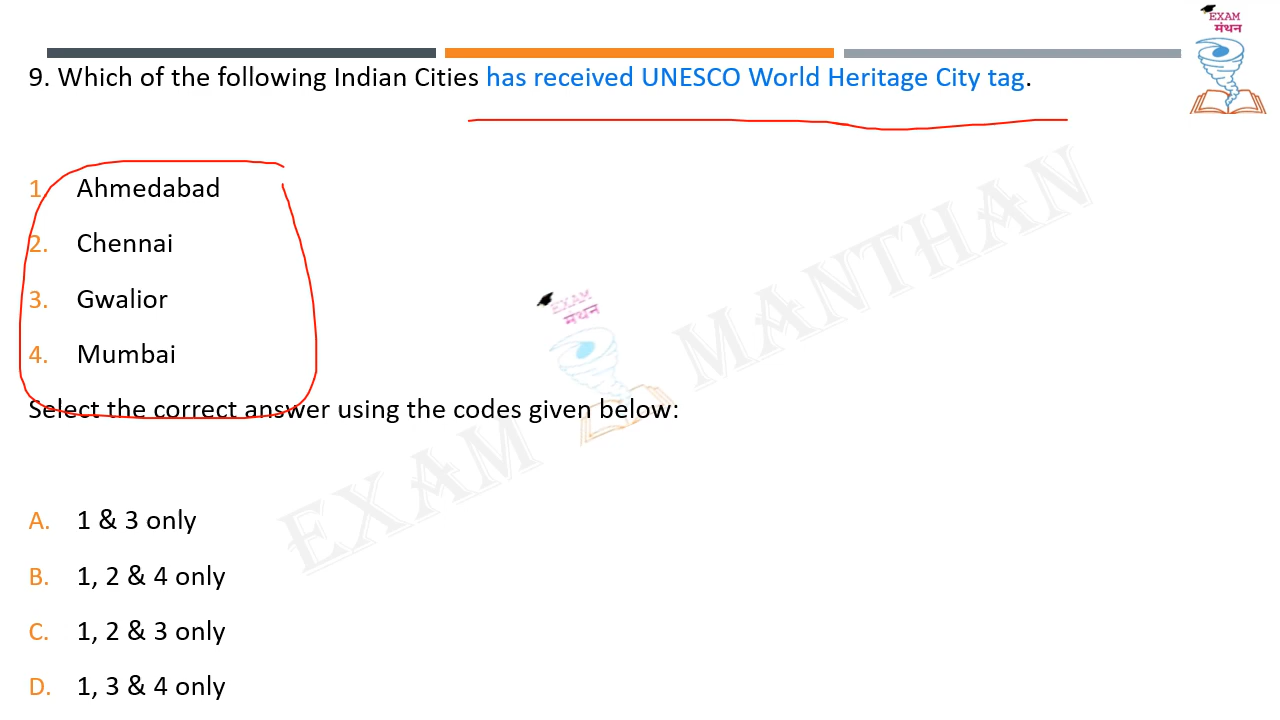 EXAM
मंथन
9. Which of the following Indian Cities has received UNESCO World Heritage City tag.
1. Ahmedabad
2. Chennai
3. Gwalior
4. Mumbai
Select the correct answer using the codes given below:
EXAM
मंथन
EXAM MANTHAN
A. 1 & 3 only
B. 1, 2 & 4 only
C. 1, 2 & 3 only
D. 1, 3 & 4 only